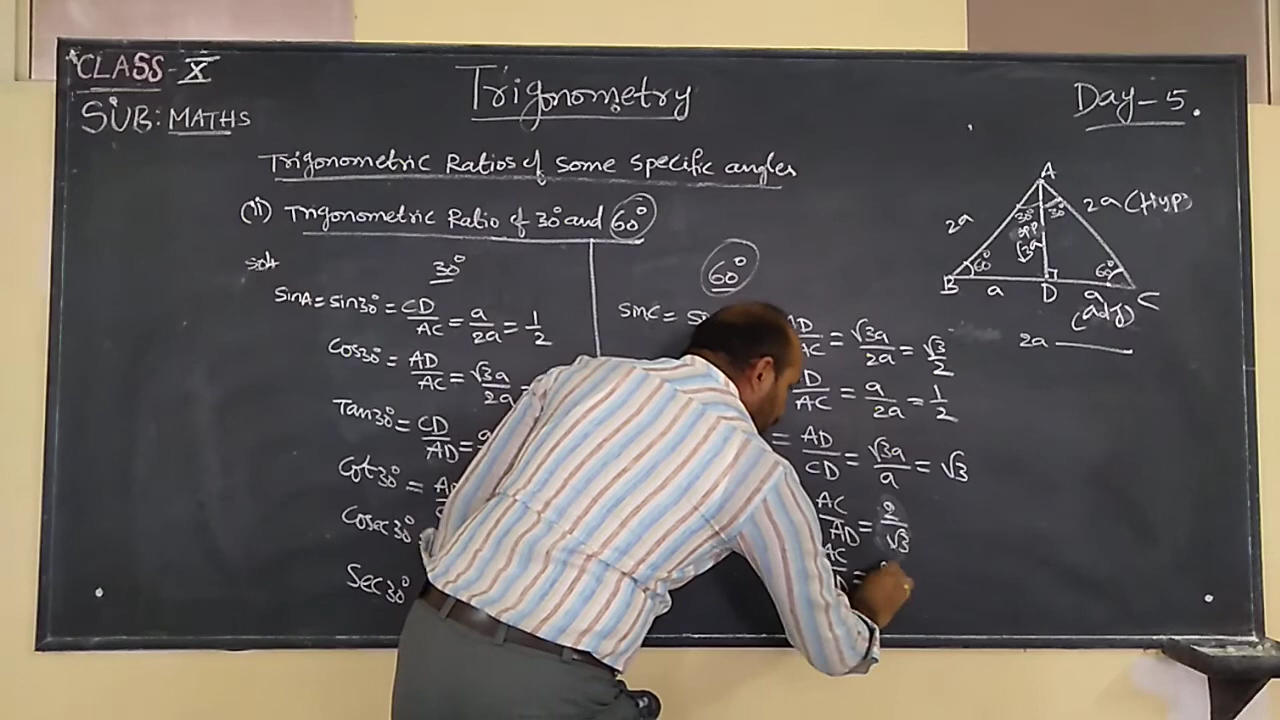 CLASS - X
SUB: MATHS
Trigonometry
Day - 5.
Trigonometric Ratios of some specific angles
(ii) Trigonometric Ratio of 30° and 60°
Soln
30°
SinA = sin30° = CD/AC = a/2a = 1/2
Cos30° = AD/AC = √3a/2a
Tan30° = CD/AD =
Cot30° =
Cosec30°
Sec30°
60°
SinC = AD/AC = √3a/2a = √3/2
AC = a/2a = 1/2
= AD/CD = √3a/a = √3
AC/AD = 2/√3
AC
A
2a
2a (Hyp)
30° 30°
opp
√3a
60° 60°
B a D a C
(adj)
2a